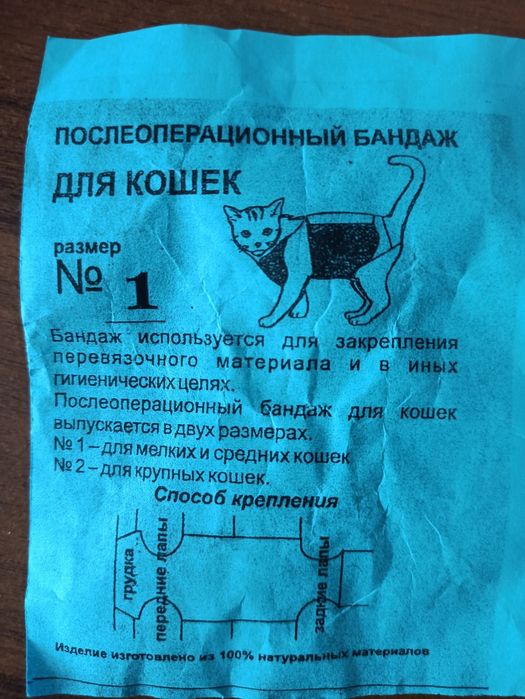 ПОСЛЕОПЕРАЦИОННЫЙ БАНДАЖ
ДЛЯ КОШЕК
размер
№ 1
Бандаж используется для закрепления
перевязочного материала и в иных
гигиенических целях.
Послеоперационный бандаж для кошек
выпускается в двух размерах.
№ 1 – для мелких и средних кошек
№ 2 – для крупных кошек.
Способ крепления
грудка
передние лапы
задние лапы
Изделие изготовлено из 100% натуральных материалов